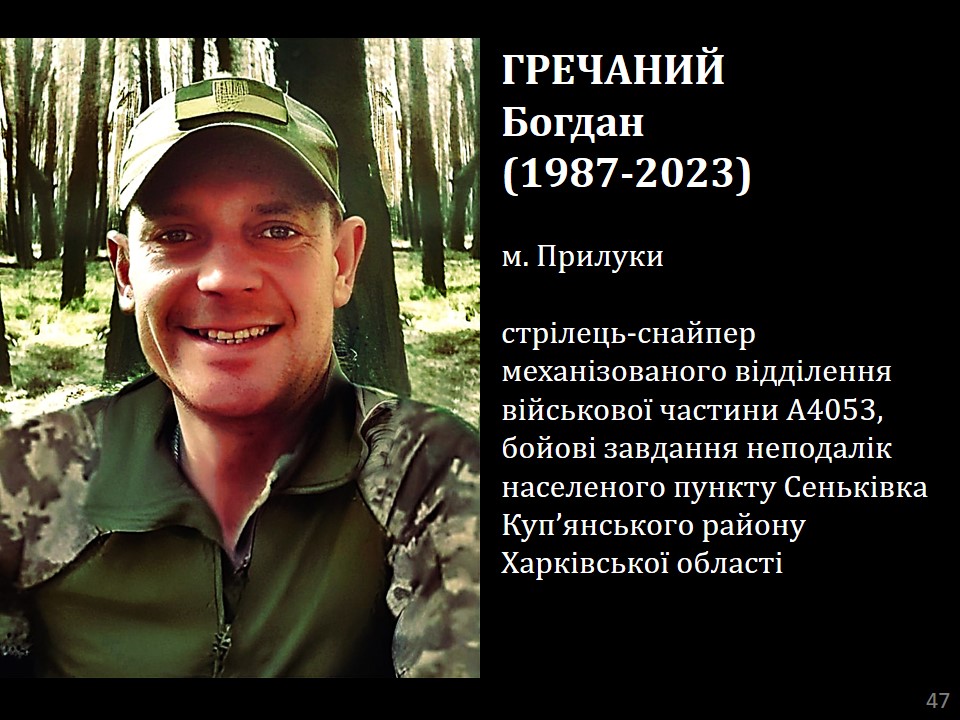 ГРЕЧАНИЙ
Богдан
(1987-2023)
м. Прилуки
стрілець-снайпер
механізованого відділення
військової частини А4053,
бойові завдання неподалік
населеного пункту Сеньківка
Куп’янського району
Харківської області
47